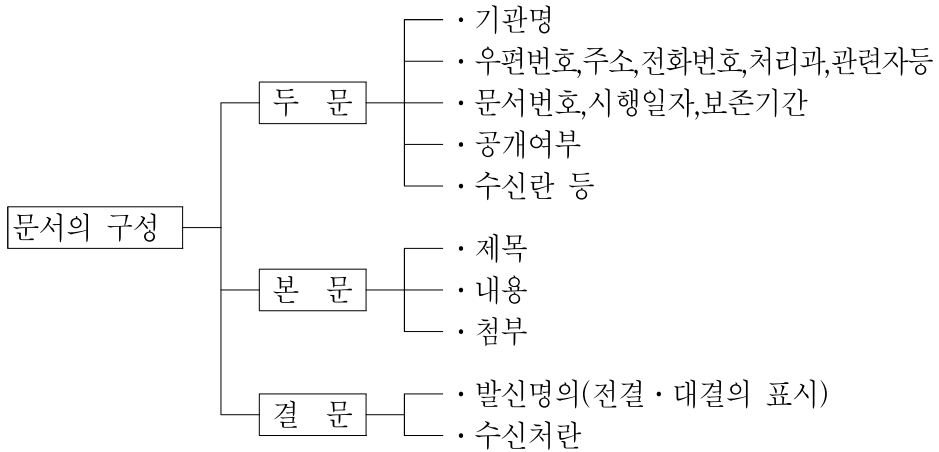 문서의 구성
두 문
· 기관명
· 우편번호,주소,전화번호,처리과,관련자등
· 문서번호,시행일자,보존기간
· 공개여부
· 수신란 등
본 문
· 제목
· 내용
· 첨부
결 문
· 발신명의(전결·대결의 표시)
· 수신처란